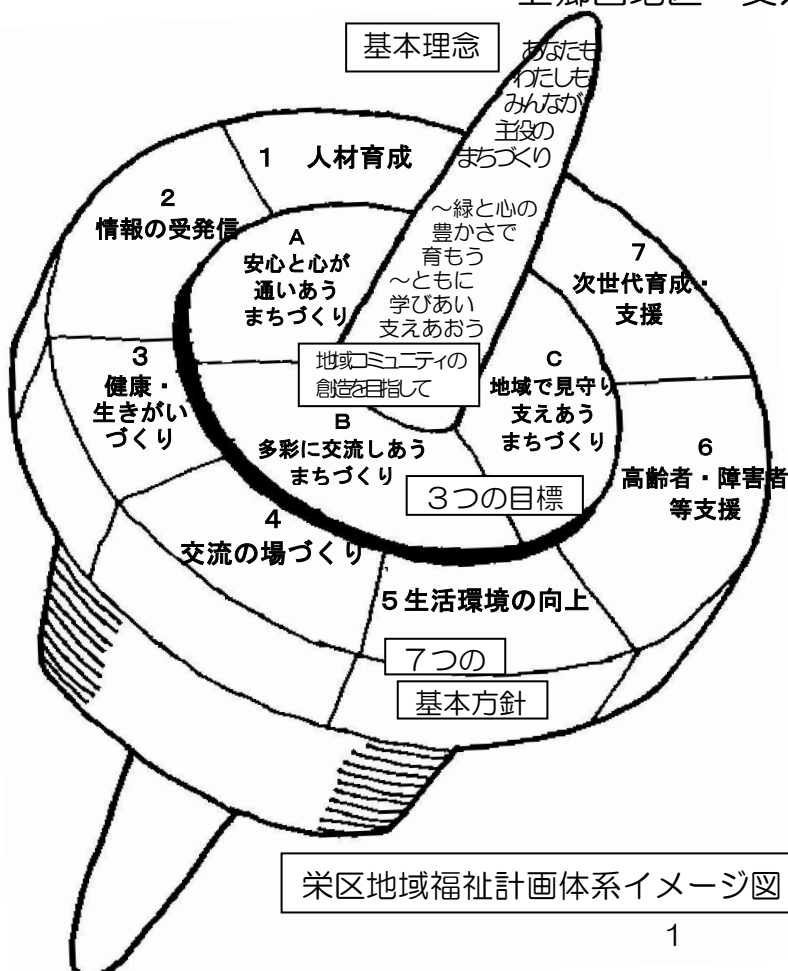 基本理念
あなたも
わたしも
みんなが
主役の
まちづくり
～緑と心の
豊かさで
育もう
～ともに
学びあい
支えあおう
地域コミュニティの
創造を目指して
1 人材育成
2
情報の受発信
3
健康・
生きがい
づくり
4
交流の場づくり
5 生活環境の向上
6
高齢者・障害者
等支援
7
次世代育成・
支援
A
安心と心が
通いあう
まちづくり
B
多彩に交流しあう
まちづくり
C
地域で見守り
支えあう
まちづくり
3つの目標
7つの
基本方針
栄区地域福祉計画体系イメージ図
1